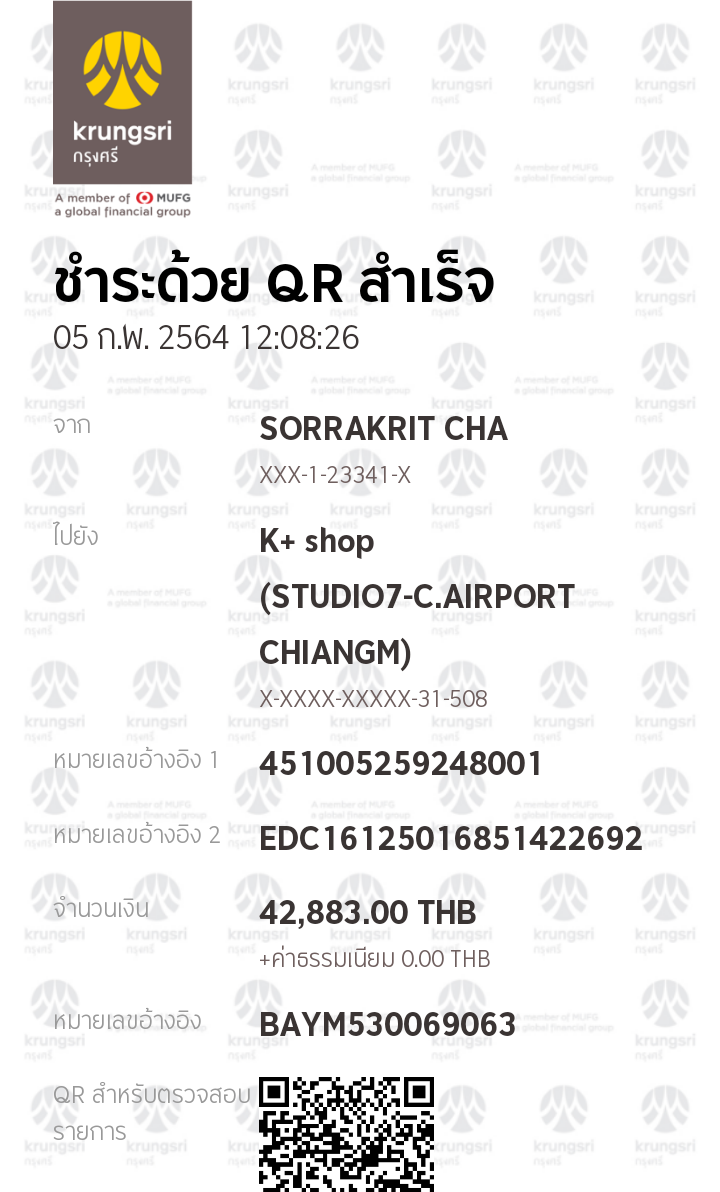 krungsri
กรุงศรี
A member of MUFG
a global financial group
ชำระด้วย QR สำเร็จ
05 ก.พ. 2564 12:08:26
จาก
SORRAKRIT CHA
XXX-1-23341-X
ไปยัง
K+ shop
(STUDIO7-C.AIRPORT
CHIANGM)
X-XXXX-XXXXX-31-508
หมายเลขอ้างอิง 1
451005259248001
หมายเลขอ้างอิง 2
EDC16125016851422692
จำนวนเงิน
42,883.00 THB
+ค่าธรรมเนียม 0.00 THB
หมายเลขอ้างอิง
BAYM530069063
QR สำหรับตรวจสอบ
รายการ